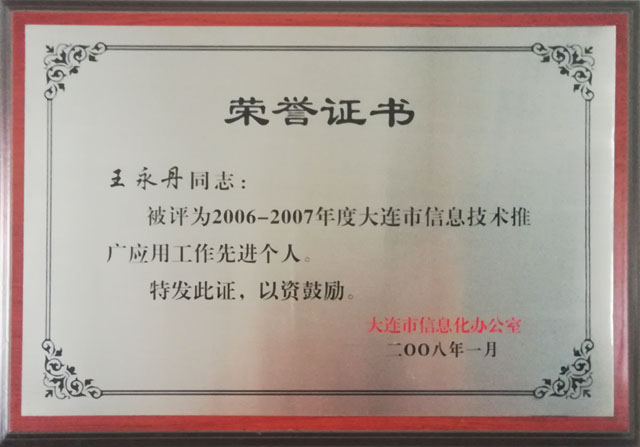 荣誉证书
王永丹同志：
被评为2006-2007年度大连市信息技术推
广应用工作先进个人。
特发此证，以资鼓励。
大连市信息化办公室
二〇〇八年一月